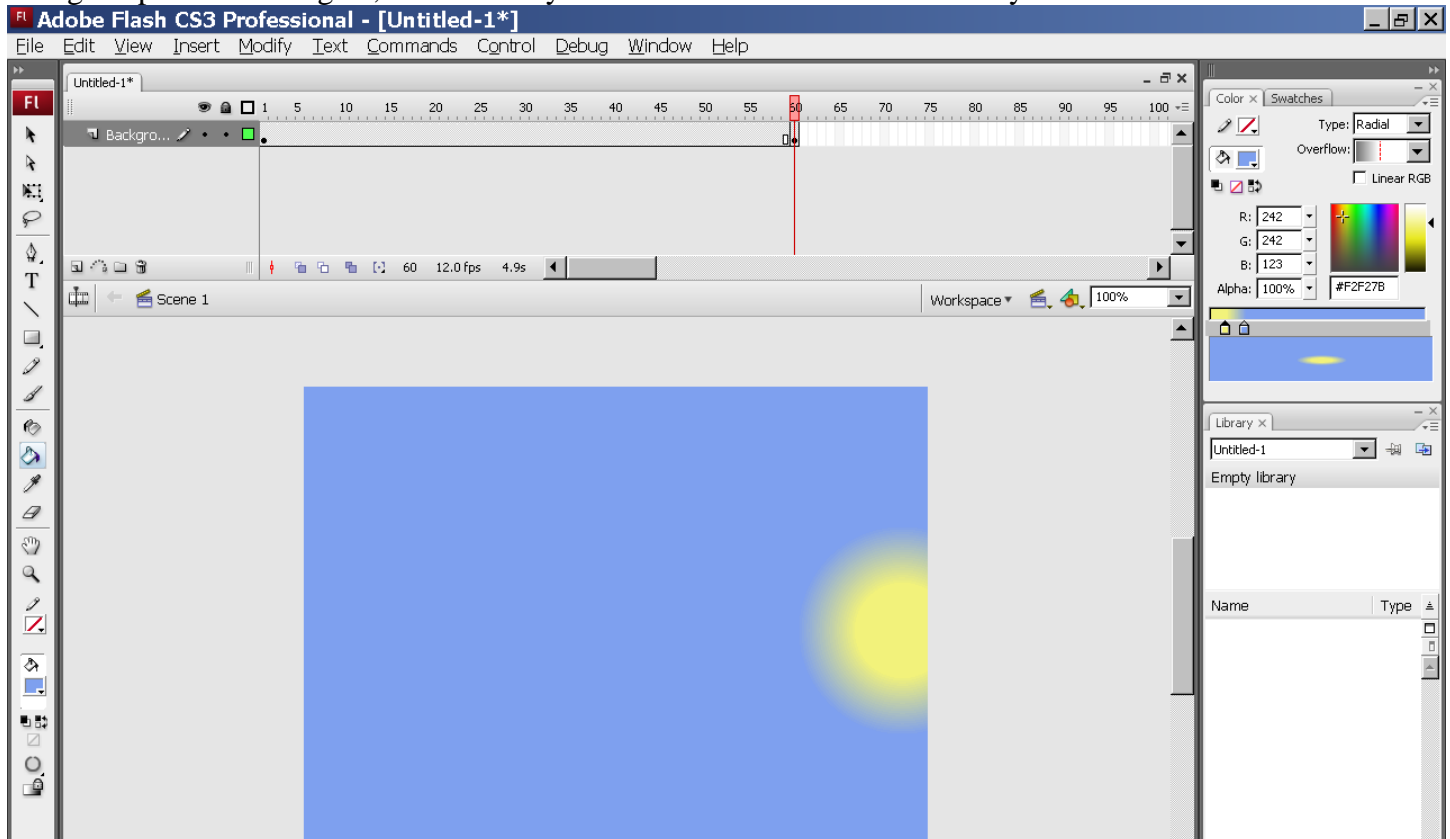 Fl Adobe Flash CS3 Professional - [Untitled-1*]
File Edit View Insert Modify Text Commands Control Debug Window Help
Untitled-1*
Fl
1 5 10 15 20 25 30 35 40 45 50 55 60 65 70 75 80 85 90 95 100
Backgro...
60 12.0 fps 4.9s
Scene 1
Workspace 100%
T
Color Swatches
Type: Radial
Overflow:
Linear RGB
R: 242
G: 242
B: 123
Alpha: 100% #F2F27B
Library
Untitled-1
Empty library
Name Type